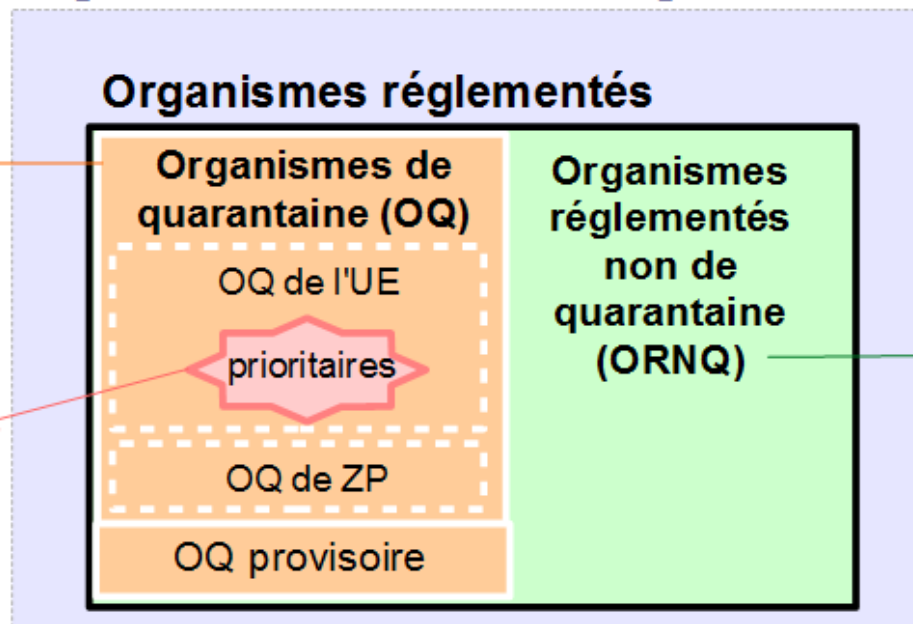 Organismes réglementés
Organismes de
quarantaine (OQ)
OQ de l'UE
prioritaires
OQ de ZP
OQ provisoire
Organismes
réglementés
non de
quarantaine
(ORNQ)